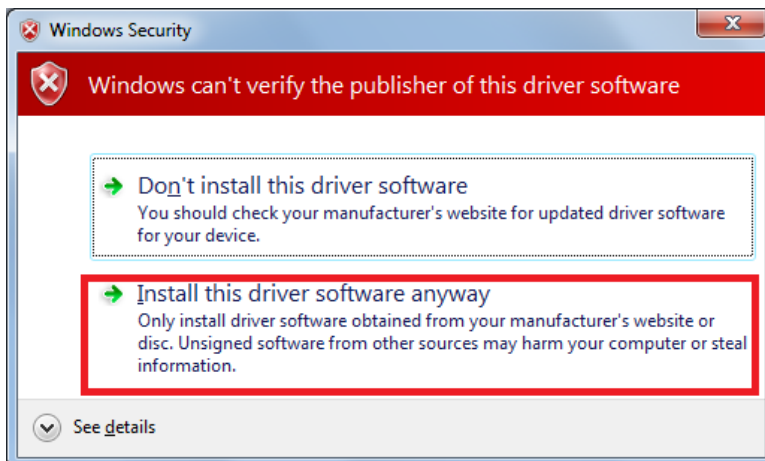 Windows Security
Windows can't verify the publisher of this driver software
Don't install this driver software
You should check your manufacturer's website for updated driver software
for your device.
Install this driver software anyway
Only install driver software obtained from your manufacturer's website or
disc. Unsigned software from other sources may harm your computer or steal
information.
See details